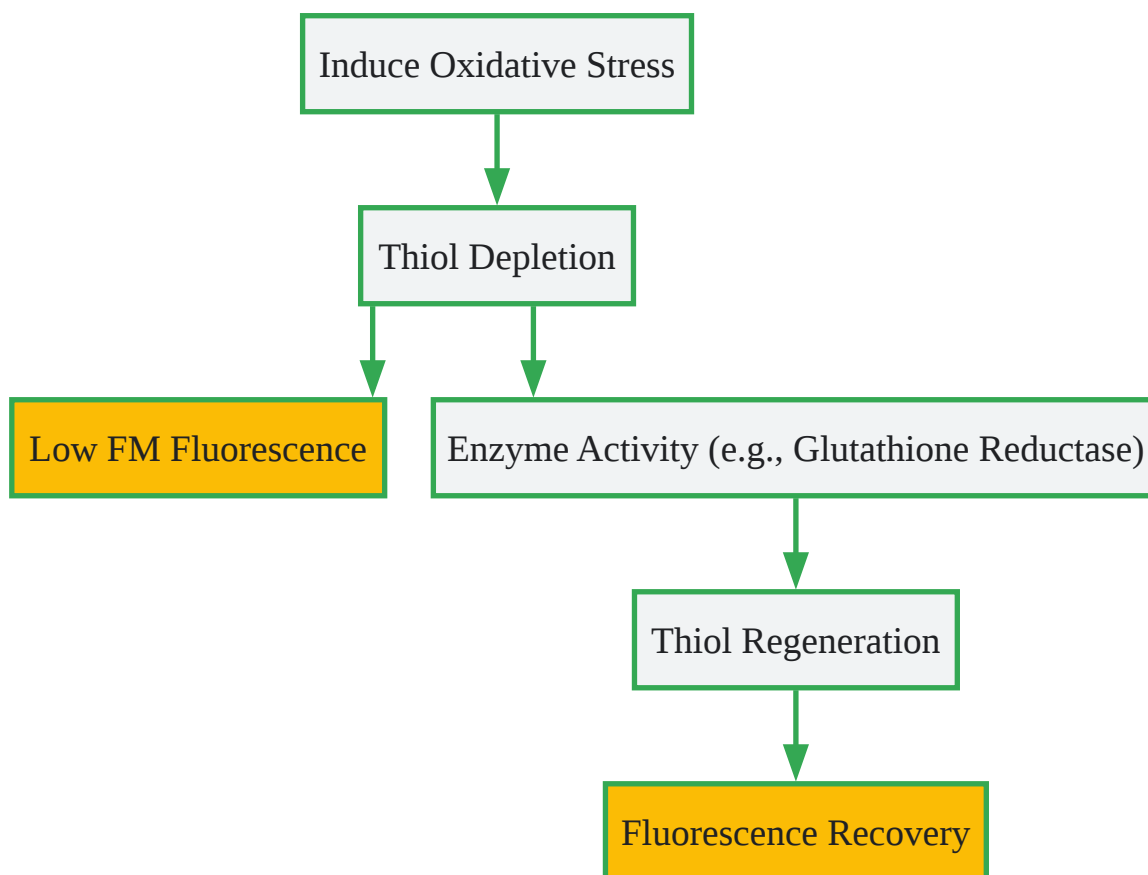 Induce Oxidative Stress
Thiol Depletion
Low FM Fluorescence
Enzyme Activity (e.g., Glutathione Reductase)
Thiol Regeneration
Fluorescence Recovery